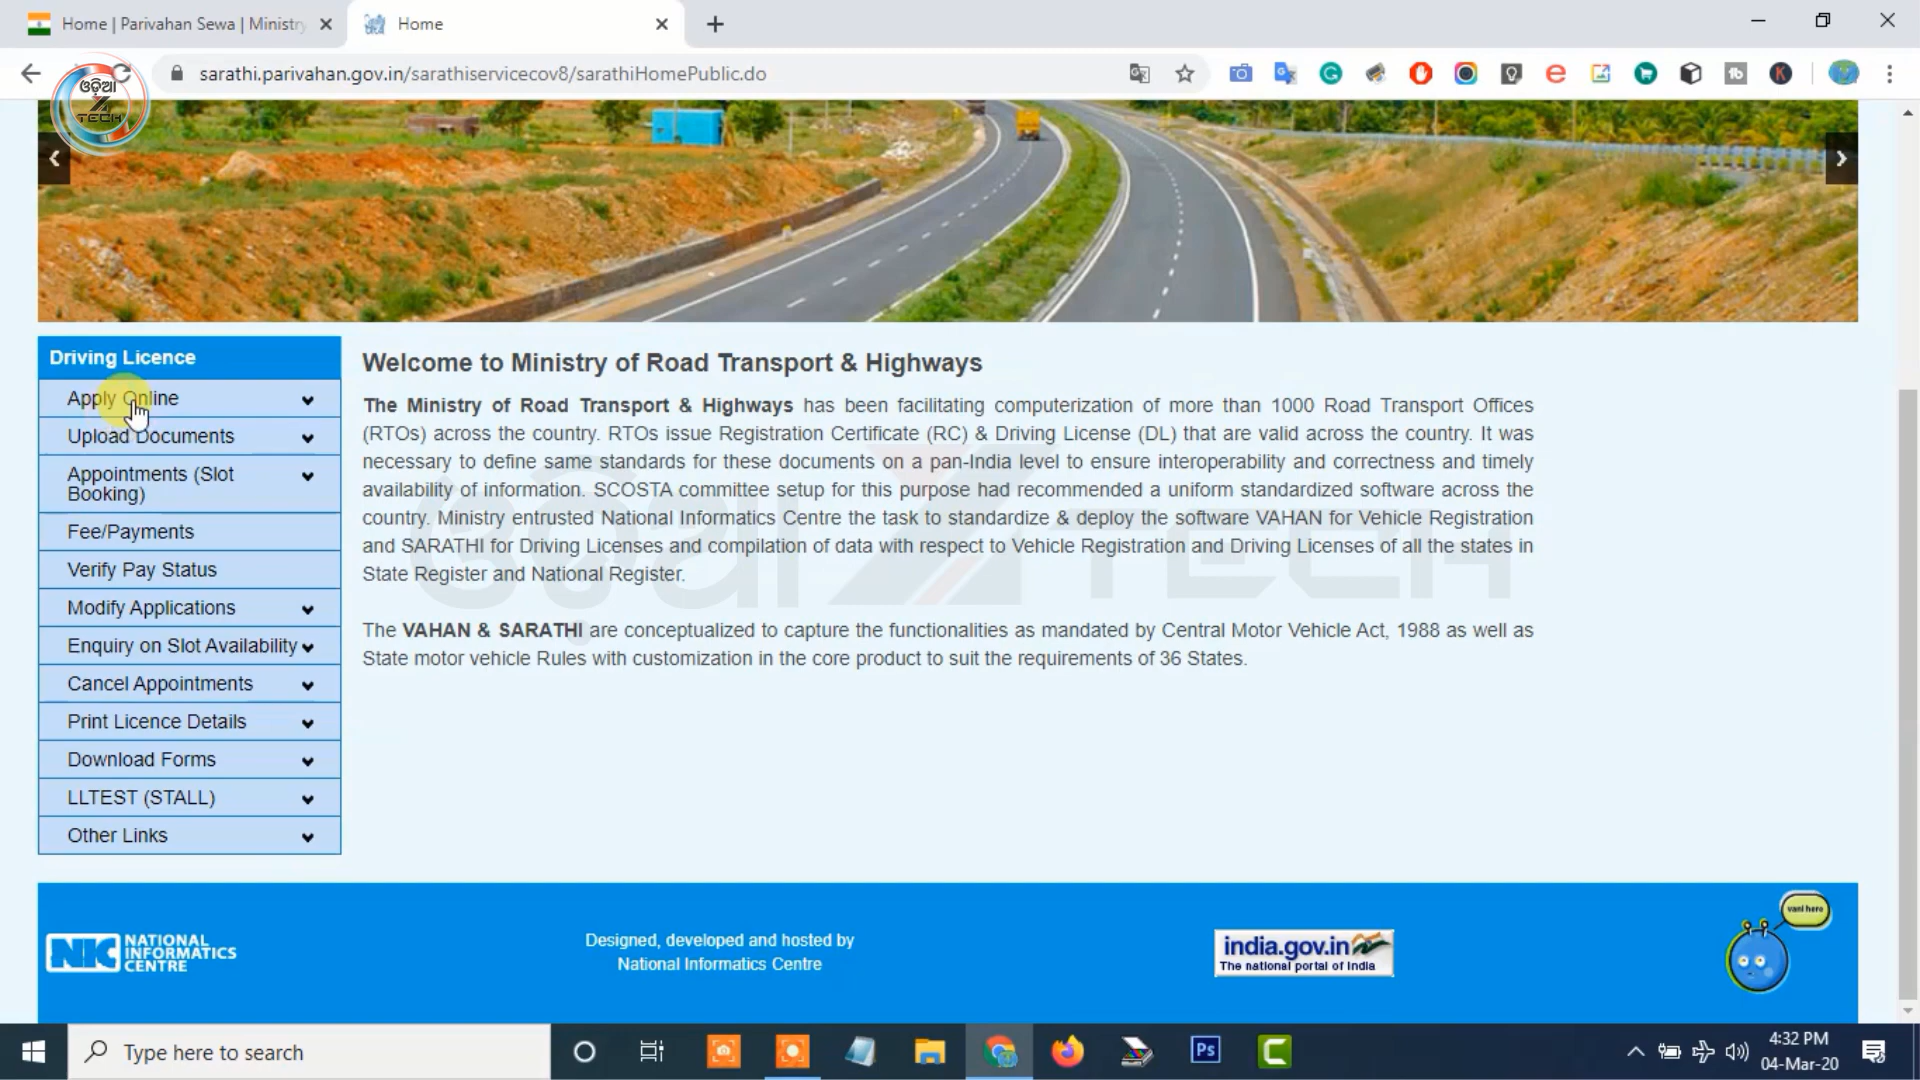 Home | Parivahan Sewa | Ministry
Home
sarathi.parivahan.gov.in/sarathiservicecov8/sarathiHomePublic.do
ଓଡ଼ିଆ
Z
TECH
Driving Licence
Apply Online
Upload Documents
Appointments (Slot
Booking)
Fee/Payments
Verify Pay Status
Modify Applications
Enquiry on Slot Availability
Cancel Appointments
Print Licence Details
Download Forms
LLTEST (STALL)
Other Links
Welcome to Ministry of Road Transport & Highways
The Ministry of Road Transport & Highways has been facilitating computerization of more than 1000 Road Transport Offices
(RTOs) across the country. RTOs issue Registration Certificate (RC) & Driving License (DL) that are valid across the country. It was
necessary to define same standards for these documents on a pan-India level to ensure interoperability and correctness and timely
availability of information. SCOSTA committee setup for this purpose had recommended a uniform standardized software across the
country. Ministry entrusted National Informatics Centre the task to standardize & deploy the software VAHAN for Vehicle Registration
and SARATHI for Driving Licenses and compilation of data with respect to Vehicle Registration and Driving Licenses of all the states in
State Register and National Register.
The VAHAN & SARATHI are conceptualized to capture the functionalities as mandated by Central Motor Vehicle Act, 1988 as well as
State motor vehicle Rules with customization in the core product to suit the requirements of 36 States.
ଓଡ଼ିଆ Z TECH
NIC NATIONAL
INFORMATICS
CENTRE
Designed, developed and hosted by
National Informatics Centre
india.gov.in
The national portal of India
vani here
Type here to search
Ps
4:32 PM
04-Mar-20